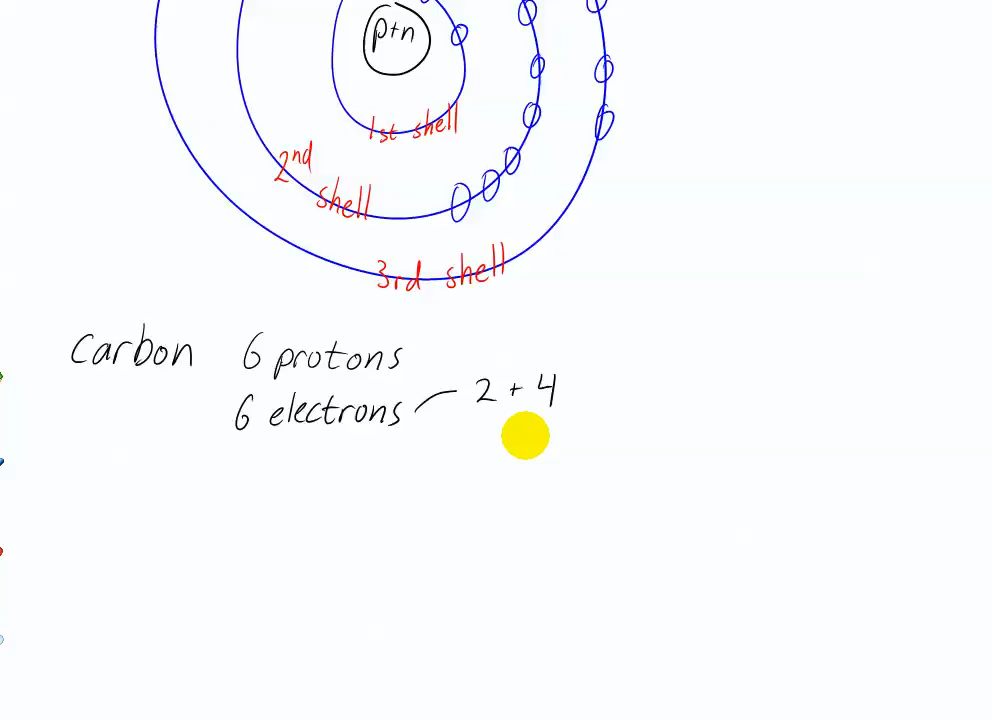 p+n
1st shell
2nd
shell
3rd shell
Carbon 6 protons
6 electrons — 2 + 4